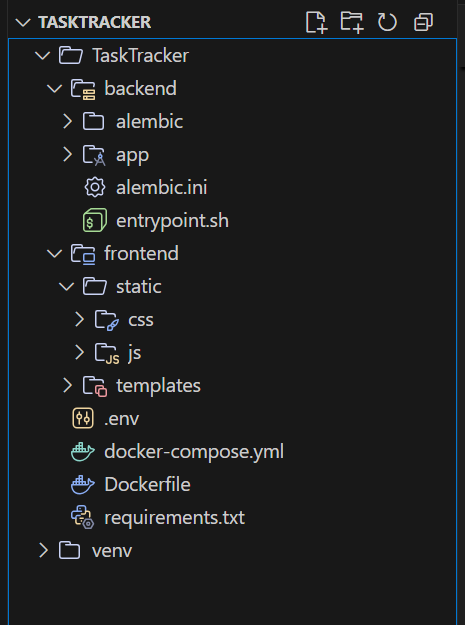 TASKTRACKER
TaskTracker
backend
alembic
app
alembic.ini
$ entrypoint.sh
frontend
static
css
JS js
templates
.env
docker-compose.yml
Dockerfile
requirements.txt
venv